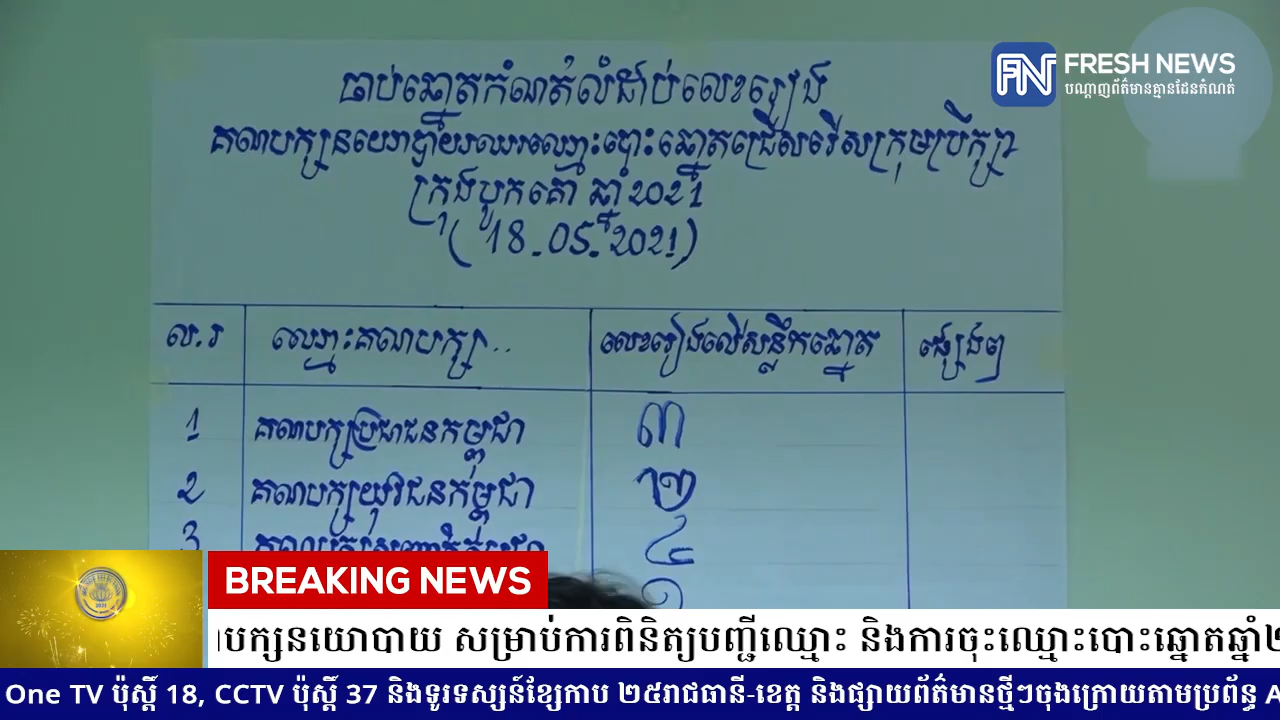 FRESH NEWS
បណ្ដាញព័ត៌មានគ្មានដែនកំណត់
ចាប់ឆ្នោតកំណត់លំដាប់លេខរៀង
គណបក្សនយោបាយឈរឈ្មោះបោះឆ្នោតជ្រើសរើសក្រុមប្រឹក្សា
ក្រុងបូកគោ ឆ្នាំ2021
(18.05.2021)
ល.រ ឈ្មោះគណបក្ស.. លេខរៀងលើសន្លឹកឆ្នោត ផ្សេងៗ
1 គណបក្សប្រជាជនកម្ពុជា ៣
2 គណបក្សយុវជនកម្ពុជា ២
3 ៤
១
BREAKING NEWS
បក្សនយោបាយ សម្រាប់ការពិនិត្យបញ្ជីឈ្មោះ និងការចុះឈ្មោះបោះឆ្នោតឆ្នាំ២
One TV ប៉ុស្តិ៍ 18, CCTV ប៉ុស្តិ៍ 37 និងទូរទស្សន៍ខ្សែកាប ២៥រាជធានី-ខេត្ត និងផ្សាយព័ត៌មានថ្មីៗចុងក្រោយតាមប្រព័ន្ធ A